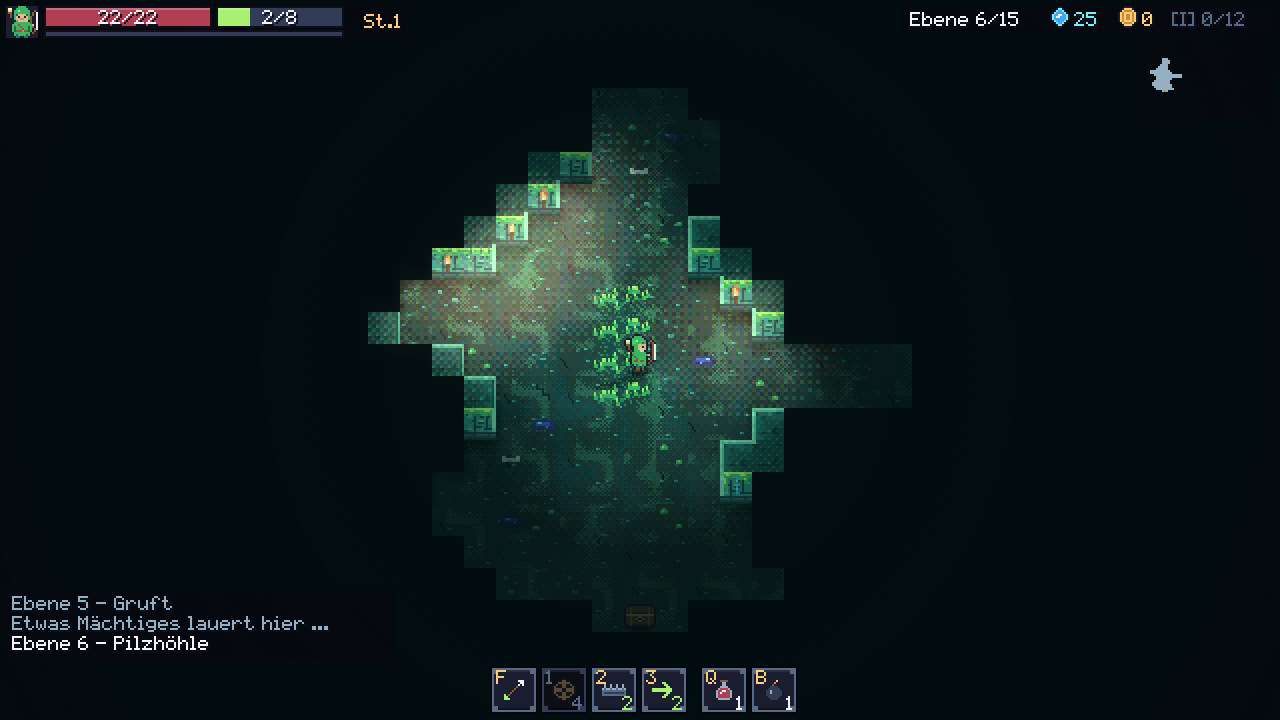 22/22
2/8
St.1
Ebene 6/15
25
0
[I] 0/12
Ebene 5 – Gruft
Etwas Mächtiges lauert hier ...
Ebene 6 – Pilzhöhle
F
1
4
2
2
3
2
Q
1
B
1